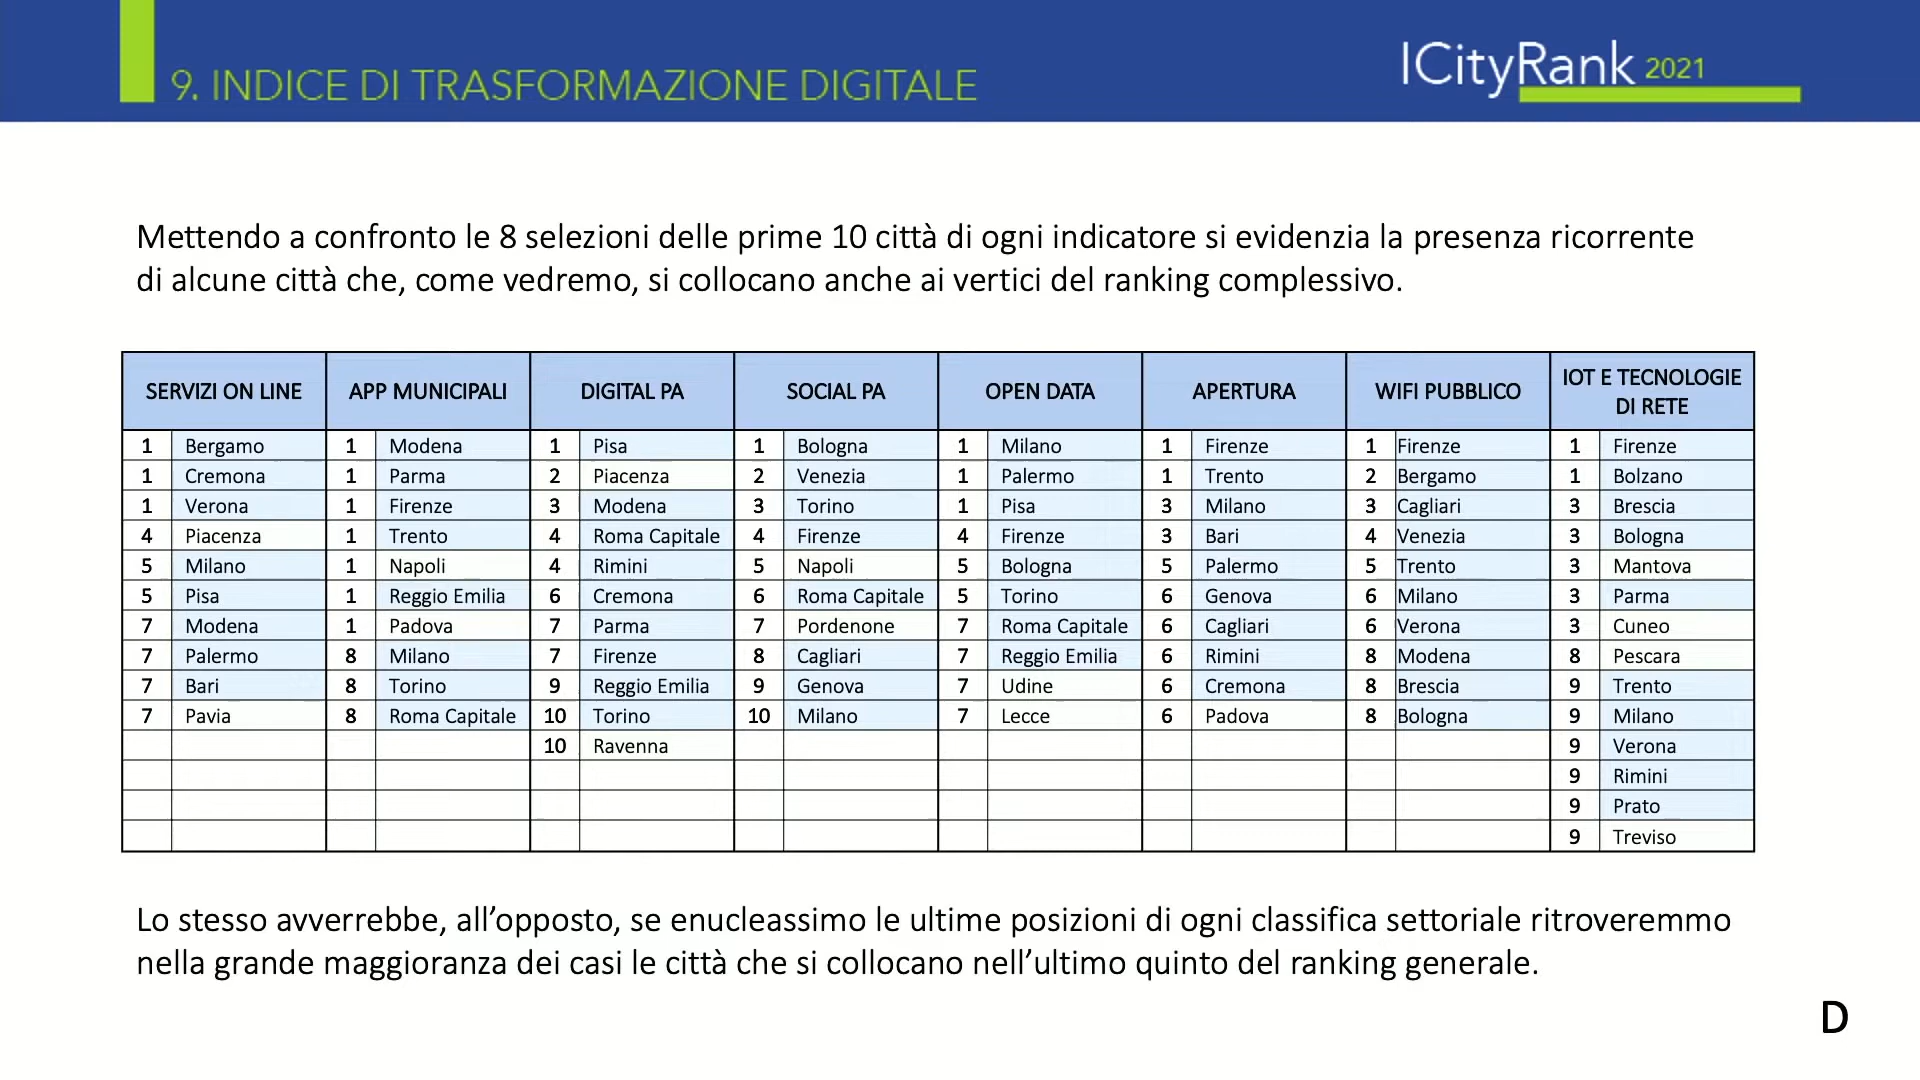 9. INDICE DI TRASFORMAZIONE DIGITALE
ICityRank 2021
Mettendo a confronto le 8 selezioni delle prime 10 città di ogni indicatore si evidenzia la presenza ricorrente
di alcune città che, come vedremo, si collocano anche ai vertici del ranking complessivo.
SERVIZI ON LINE APP MUNICIPALI DIGITAL PA SOCIAL PA OPEN DATA APERTURA WIFI PUBBLICO IOT E TECNOLOGIE
DI RETE
1 Bergamo 1 Modena 1 Pisa 1 Bologna 1 Milano 1 Firenze 1 Firenze 1 Firenze
1 Cremona 1 Parma 2 Piacenza 2 Venezia 1 Palermo 1 Trento 2 Bergamo 1 Bolzano
1 Verona 1 Firenze 3 Modena 3 Torino 1 Pisa 3 Milano 3 Cagliari 3 Brescia
4 Piacenza 1 Trento 4 Roma Capitale 4 Firenze 4 Firenze 3 Bari 4 Venezia 3 Bologna
5 Milano 1 Napoli 4 Rimini 5 Napoli 5 Bologna 5 Palermo 5 Trento 3 Mantova
5 Pisa 1 Reggio Emilia 6 Cremona 6 Roma Capitale 5 Torino 6 Genova 6 Milano 3 Parma
7 Modena 1 Padova 7 Parma 7 Pordenone 7 Roma Capitale 6 Cagliari 6 Verona 3 Cuneo
7 Palermo 8 Milano 7 Firenze 8 Cagliari 7 Reggio Emilia 6 Rimini 8 Modena 8 Pescara
7 Bari 8 Torino 9 Reggio Emilia 9 Genova 7 Udine 6 Cremona 8 Brescia 9 Trento
7 Pavia 8 Roma Capitale 10 Torino 10 Milano 7 Lecce 6 Padova 8 Bologna 9 Milano
10 Ravenna 9 Verona
9 Rimini
9 Prato
9 Treviso
Lo stesso avverrebbe, all’opposto, se enucleassimo le ultime posizioni di ogni classifica settoriale ritroveremmo
nella grande maggioranza dei casi le città che si collocano nell’ultimo quinto del ranking generale.
D